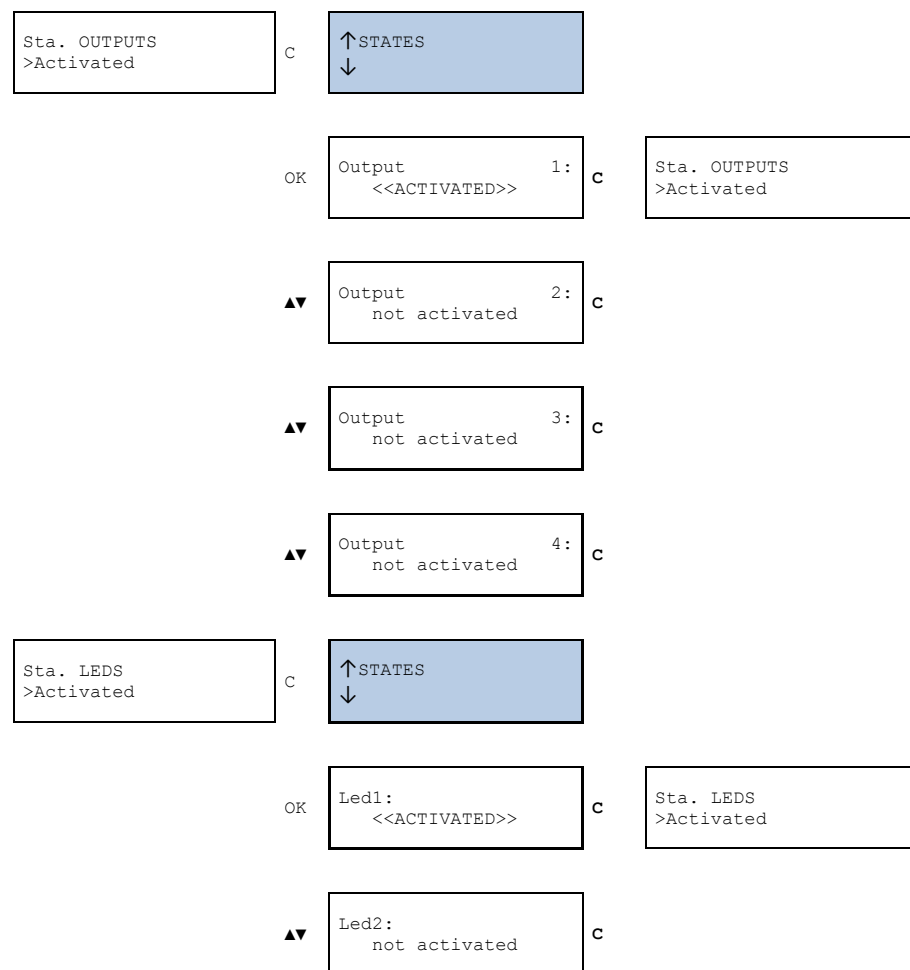 Sta. OUTPUTS
>Activated
C
↑STATES
↓
OK
Output 1:
<<ACTIVATED>>
C
Sta. OUTPUTS
>Activated
▲▼
Output 2:
not activated
C
▲▼
Output 3:
not activated
C
▲▼
Output 4:
not activated
C
Sta. LEDS
>Activated
C
↑STATES
↓
OK
Led1:
<<ACTIVATED>>
C
Sta. LEDS
>Activated
▲▼
Led2:
not activated
C